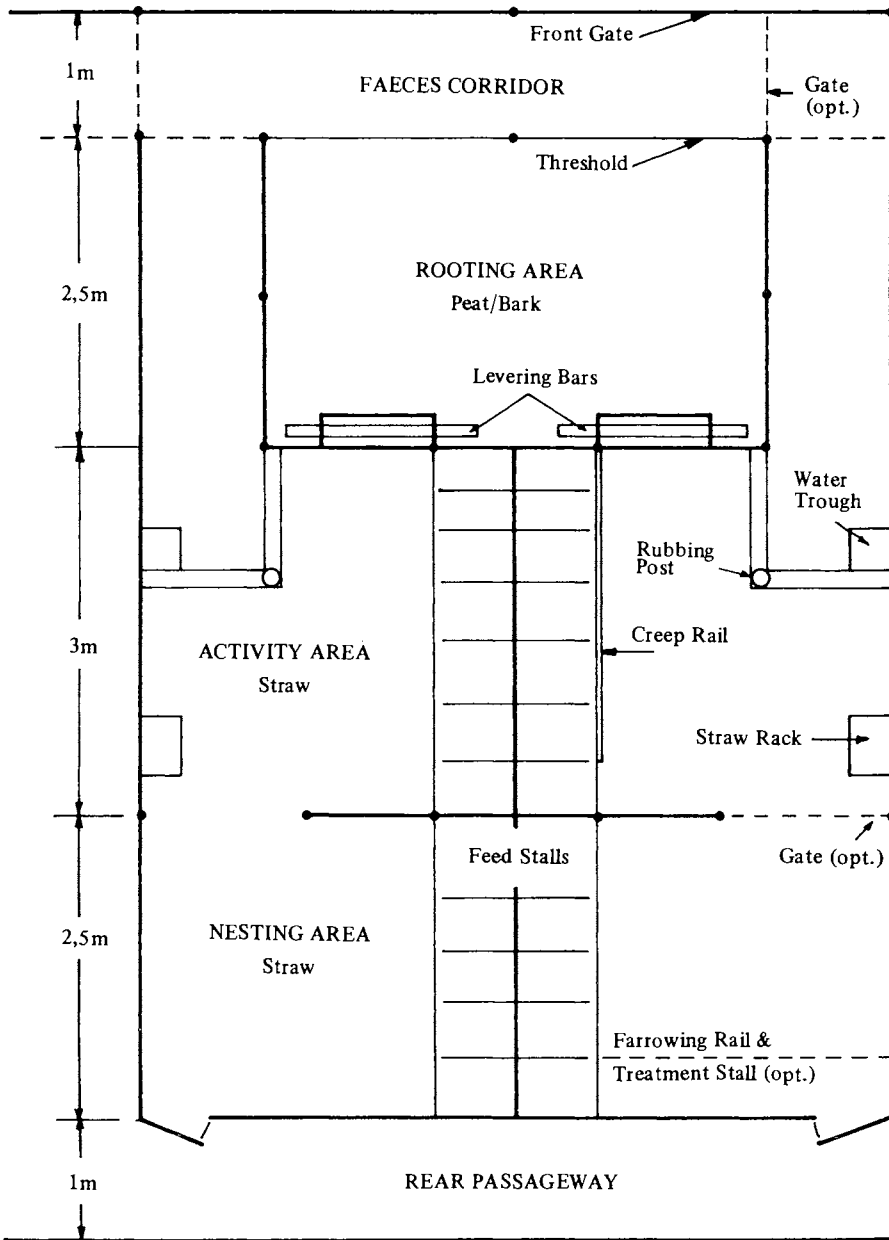 Front Gate
1m
FAECES CORRIDOR
Gate
(opt.)
Threshold
2,5m
ROOTING AREA
Peat/Bark
Levering Bars
Water
Trough
Rubbing
Post
3m
ACTIVITY AREA
Straw
Creep Rail
Straw Rack
Feed Stalls
Gate (opt.)
2,5m
NESTING AREA
Straw
Farrowing Rail &
Treatment Stall (opt.)
1m
REAR PASSAGEWAY